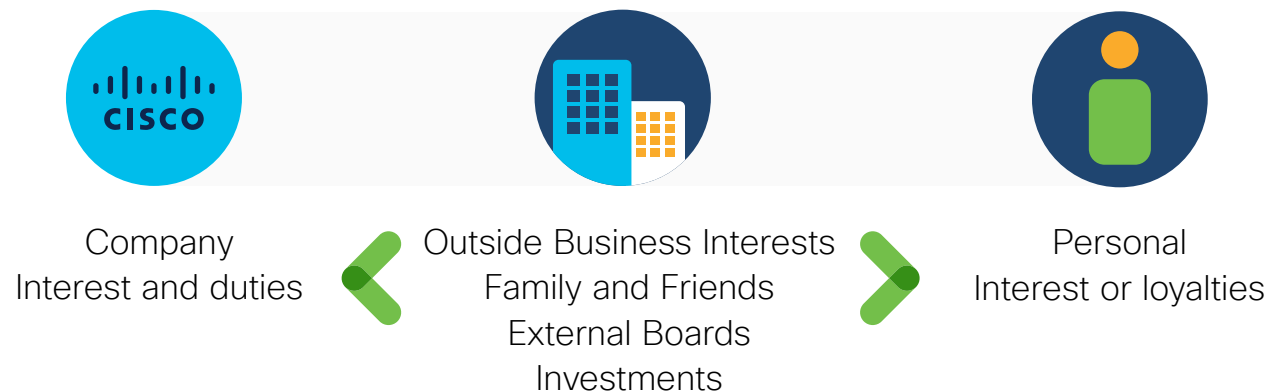 CISCO
Company
Interest and duties
Outside Business Interests
Family and Friends
External Boards
Investments
Personal
Interest or loyalties